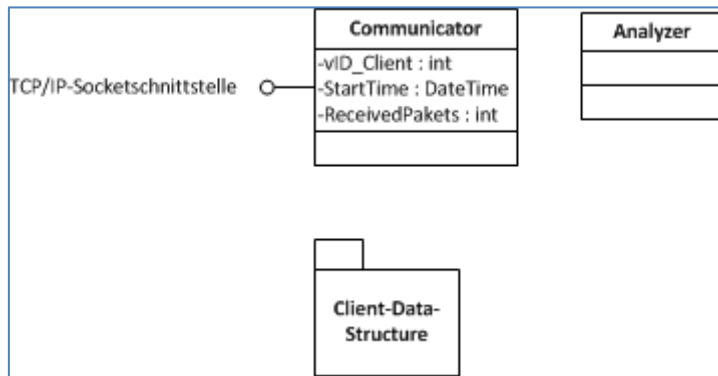 Communicator
-vID_Client : int
-StartTime : DateTime
-ReceivedPakets : int
Analyzer
TCP/IP-Socketschnittstelle
Client-Data-
Structure